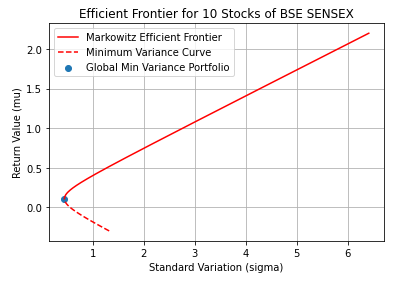 Efficient Frontier for 10 Stocks of BSE SENSEX
Markowitz Efficient Frontier
Minimum Variance Curve
Global Min Variance Portfolio
Return Value (mu)
2.0
1.5
1.0
0.5
0.0
1 2 3 4 5 6
Standard Variation (sigma)